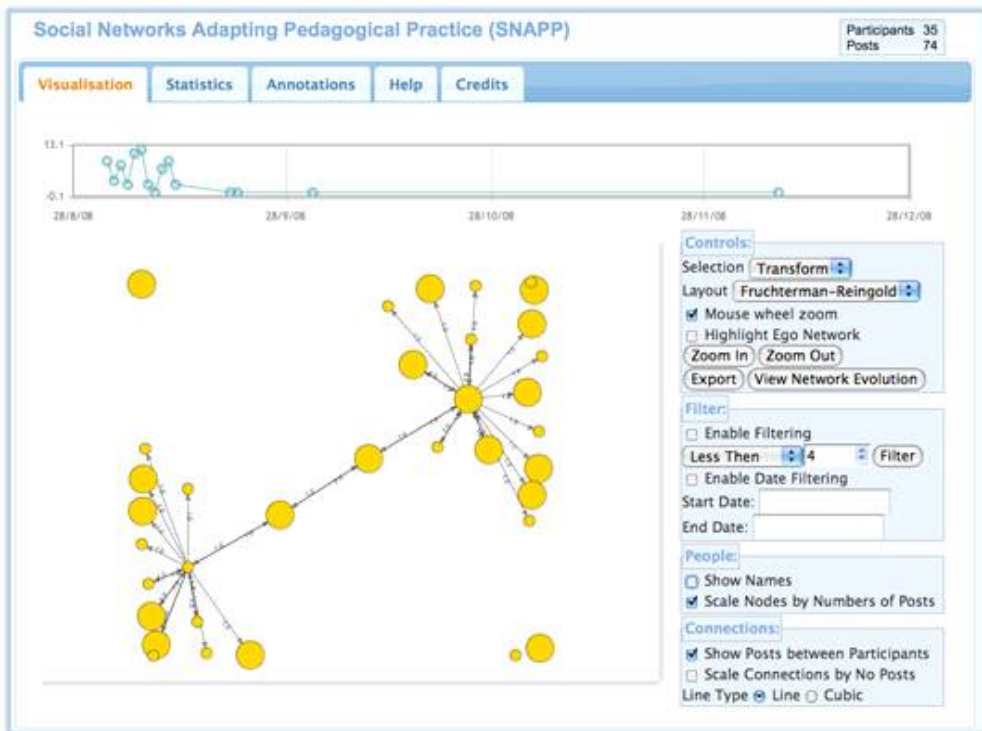 Social Networks Adapting Pedagogical Practice (SNAPP)
Participants 35
Posts 74
Visualisation Statistics Annotations Help Credits
13.1
-0.1
28/8/08 28/9/08 28/10/08 28/11/08 28/12/08
Controls:
Selection Transform
Layout Fruchterman-Reingold
Mouse wheel zoom
Highlight Ego Network
Zoom In Zoom Out
Export View Network Evolution
Filter:
Enable Filtering
Less Then 4 Filter
Enable Date Filtering
Start Date:
End Date:
People:
Show Names
Scale Nodes by Numbers of Posts
Connections:
Show Posts between Participants
Scale Connections by No Posts
Line Type Line Cubic